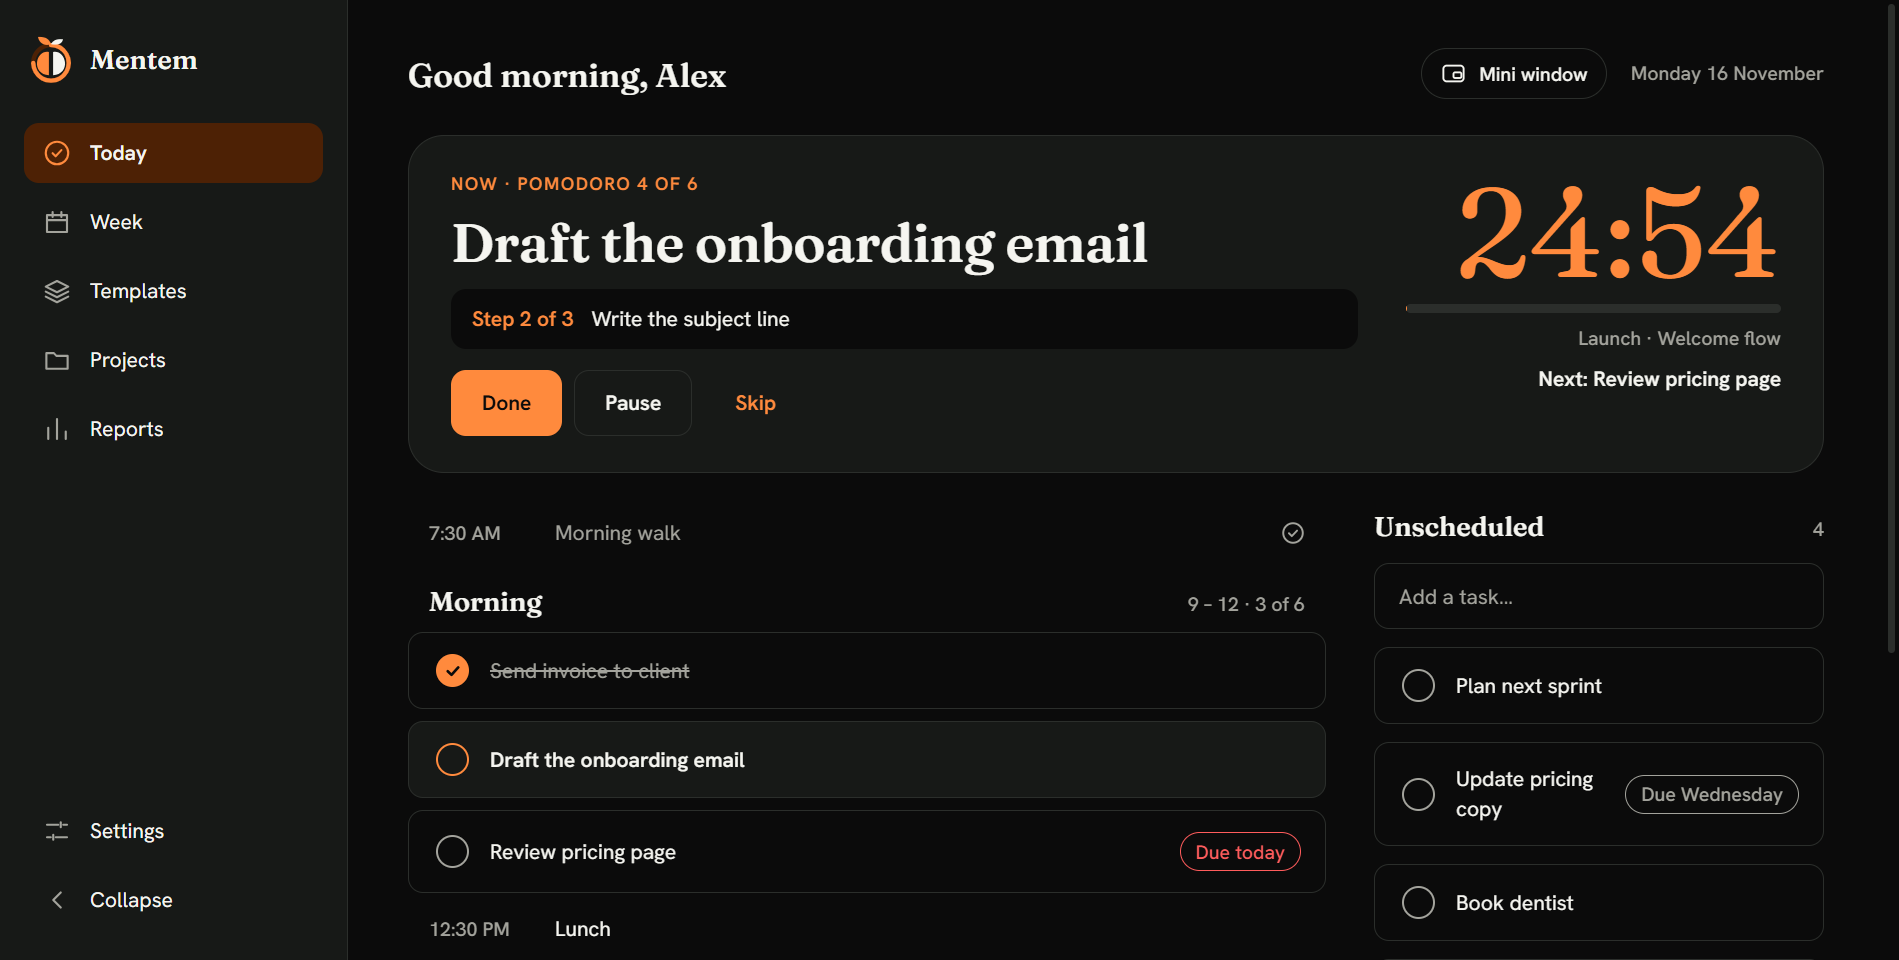 Mentem
Today
Week
Templates
Projects
Reports
Settings
Collapse
Good morning, Alex
Mini window
Monday 16 November
NOW · POMODORO 4 OF 6
Draft the onboarding email
Step 2 of 3 Write the subject line
Done
Pause
Skip
24:54
Launch · Welcome flow
Next: Review pricing page
7:30 AM Morning walk
Morning
9 – 12 · 3 of 6
Send invoice to client
Draft the onboarding email
Review pricing page
Due today
12:30 PM Lunch
Unscheduled
4
Add a task...
Plan next sprint
Update pricing
copy
Due Wednesday
Book dentist